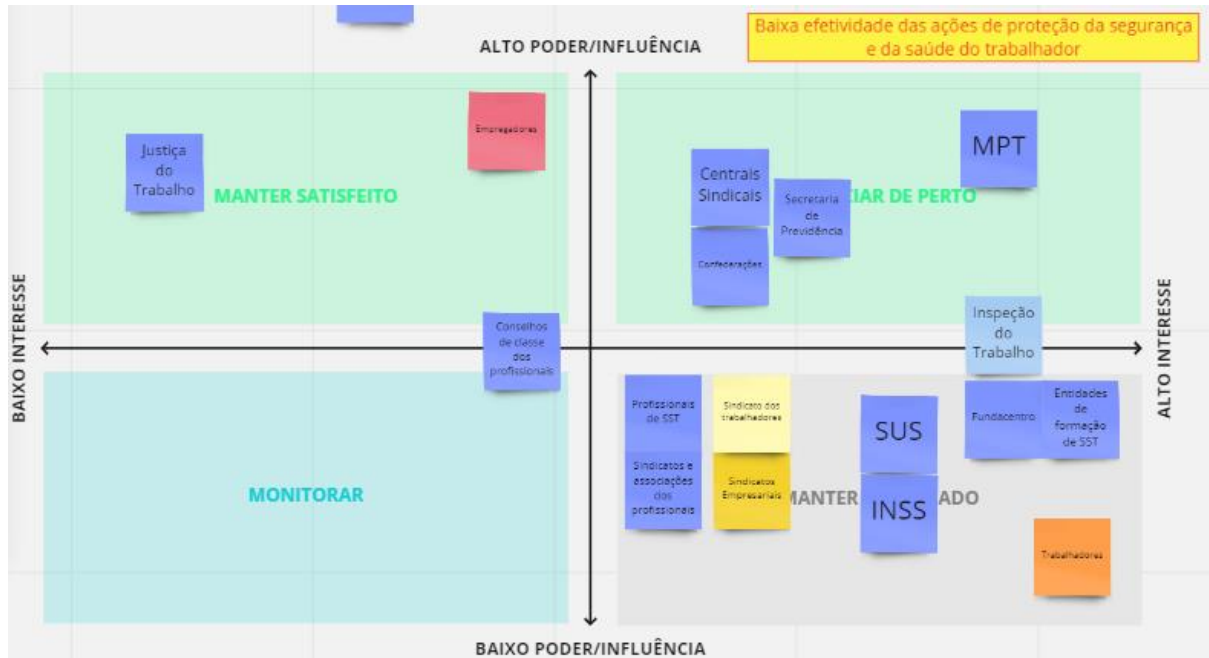 Baixa efetividade das ações de proteção da segurança
e da saúde do trabalhador
ALTO PODER/INFLUÊNCIA
Justiça
do
Trabalho
Empregadores
MANTER SATISFEITO
Centrais
Sindicais
Secretaria
de
Previdência
MPT
CIAR DE PERTO
Confederações
Inspeção
do
Trabalho
BAIXO INTERESSE
ALTO INTERESSE
Conselhos
de classe
dos
profissionais
MONITORAR
Profissionais
de SST
Sindicato dos
trabalhadores
SUS
Fundacentro
Entidades
de
formação
de SST
Sindicatos e
associações
dos
profissionais
Sindicatos
Empresariais
MANTER
ADO
INSS
Trabalhadores
BAIXO PODER/INFLUÊNCIA